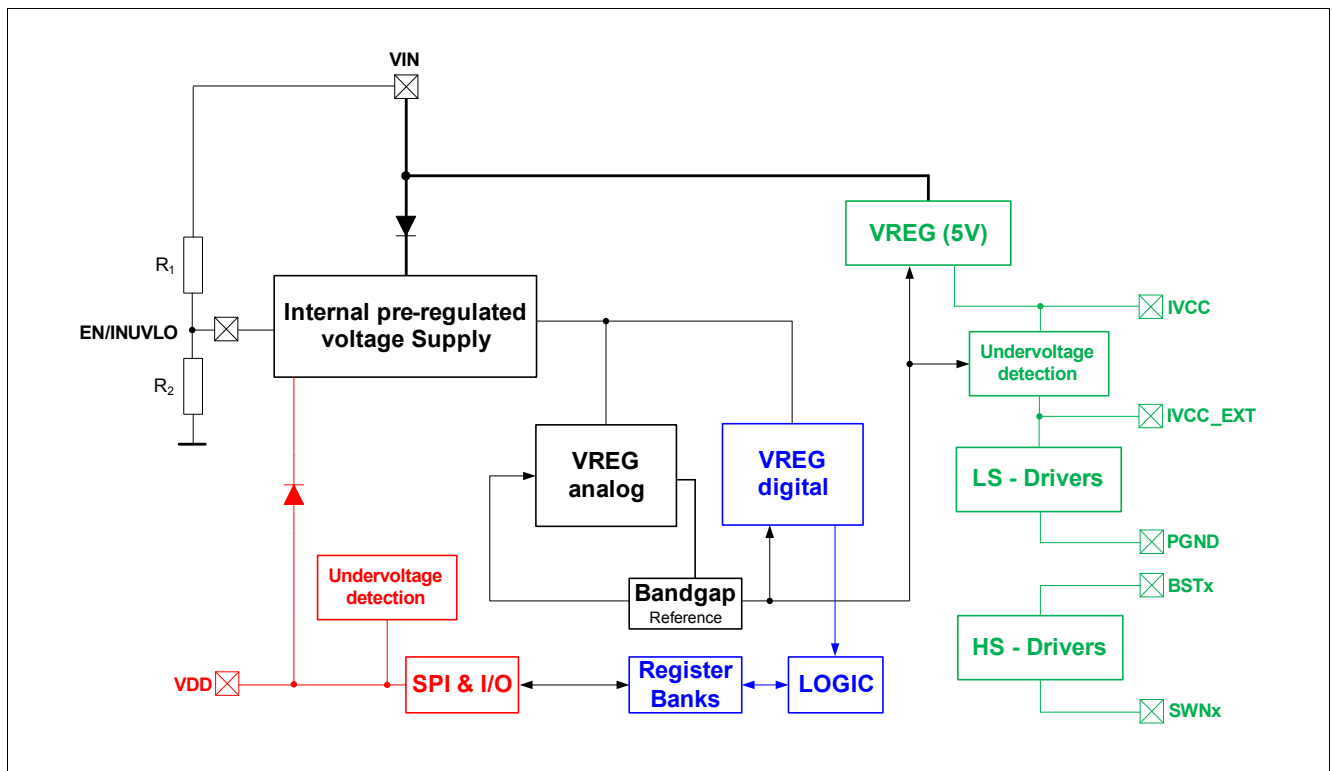 VIN
VREG (5V)
R1
Internal pre-regulated
voltage Supply
IVCC
EN/INUVLO
Undervoltage
detection
R2
IVCC_EXT
VREG
analog
VREG
digital
LS - Drivers
PGND
Undervoltage
detection
BSTx
Bandgap
Reference
HS - Drivers
VDD
SPI & I/O
Register
Banks
LOGIC
SWNx